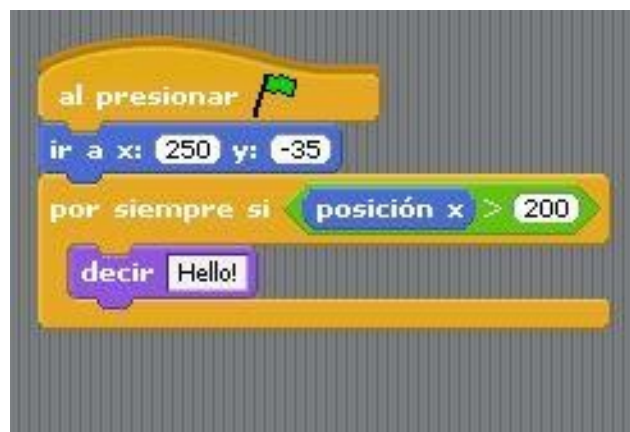 al presionar
ir a x: 250 y: -35
por siempre si posición x > 200
decir Hello!